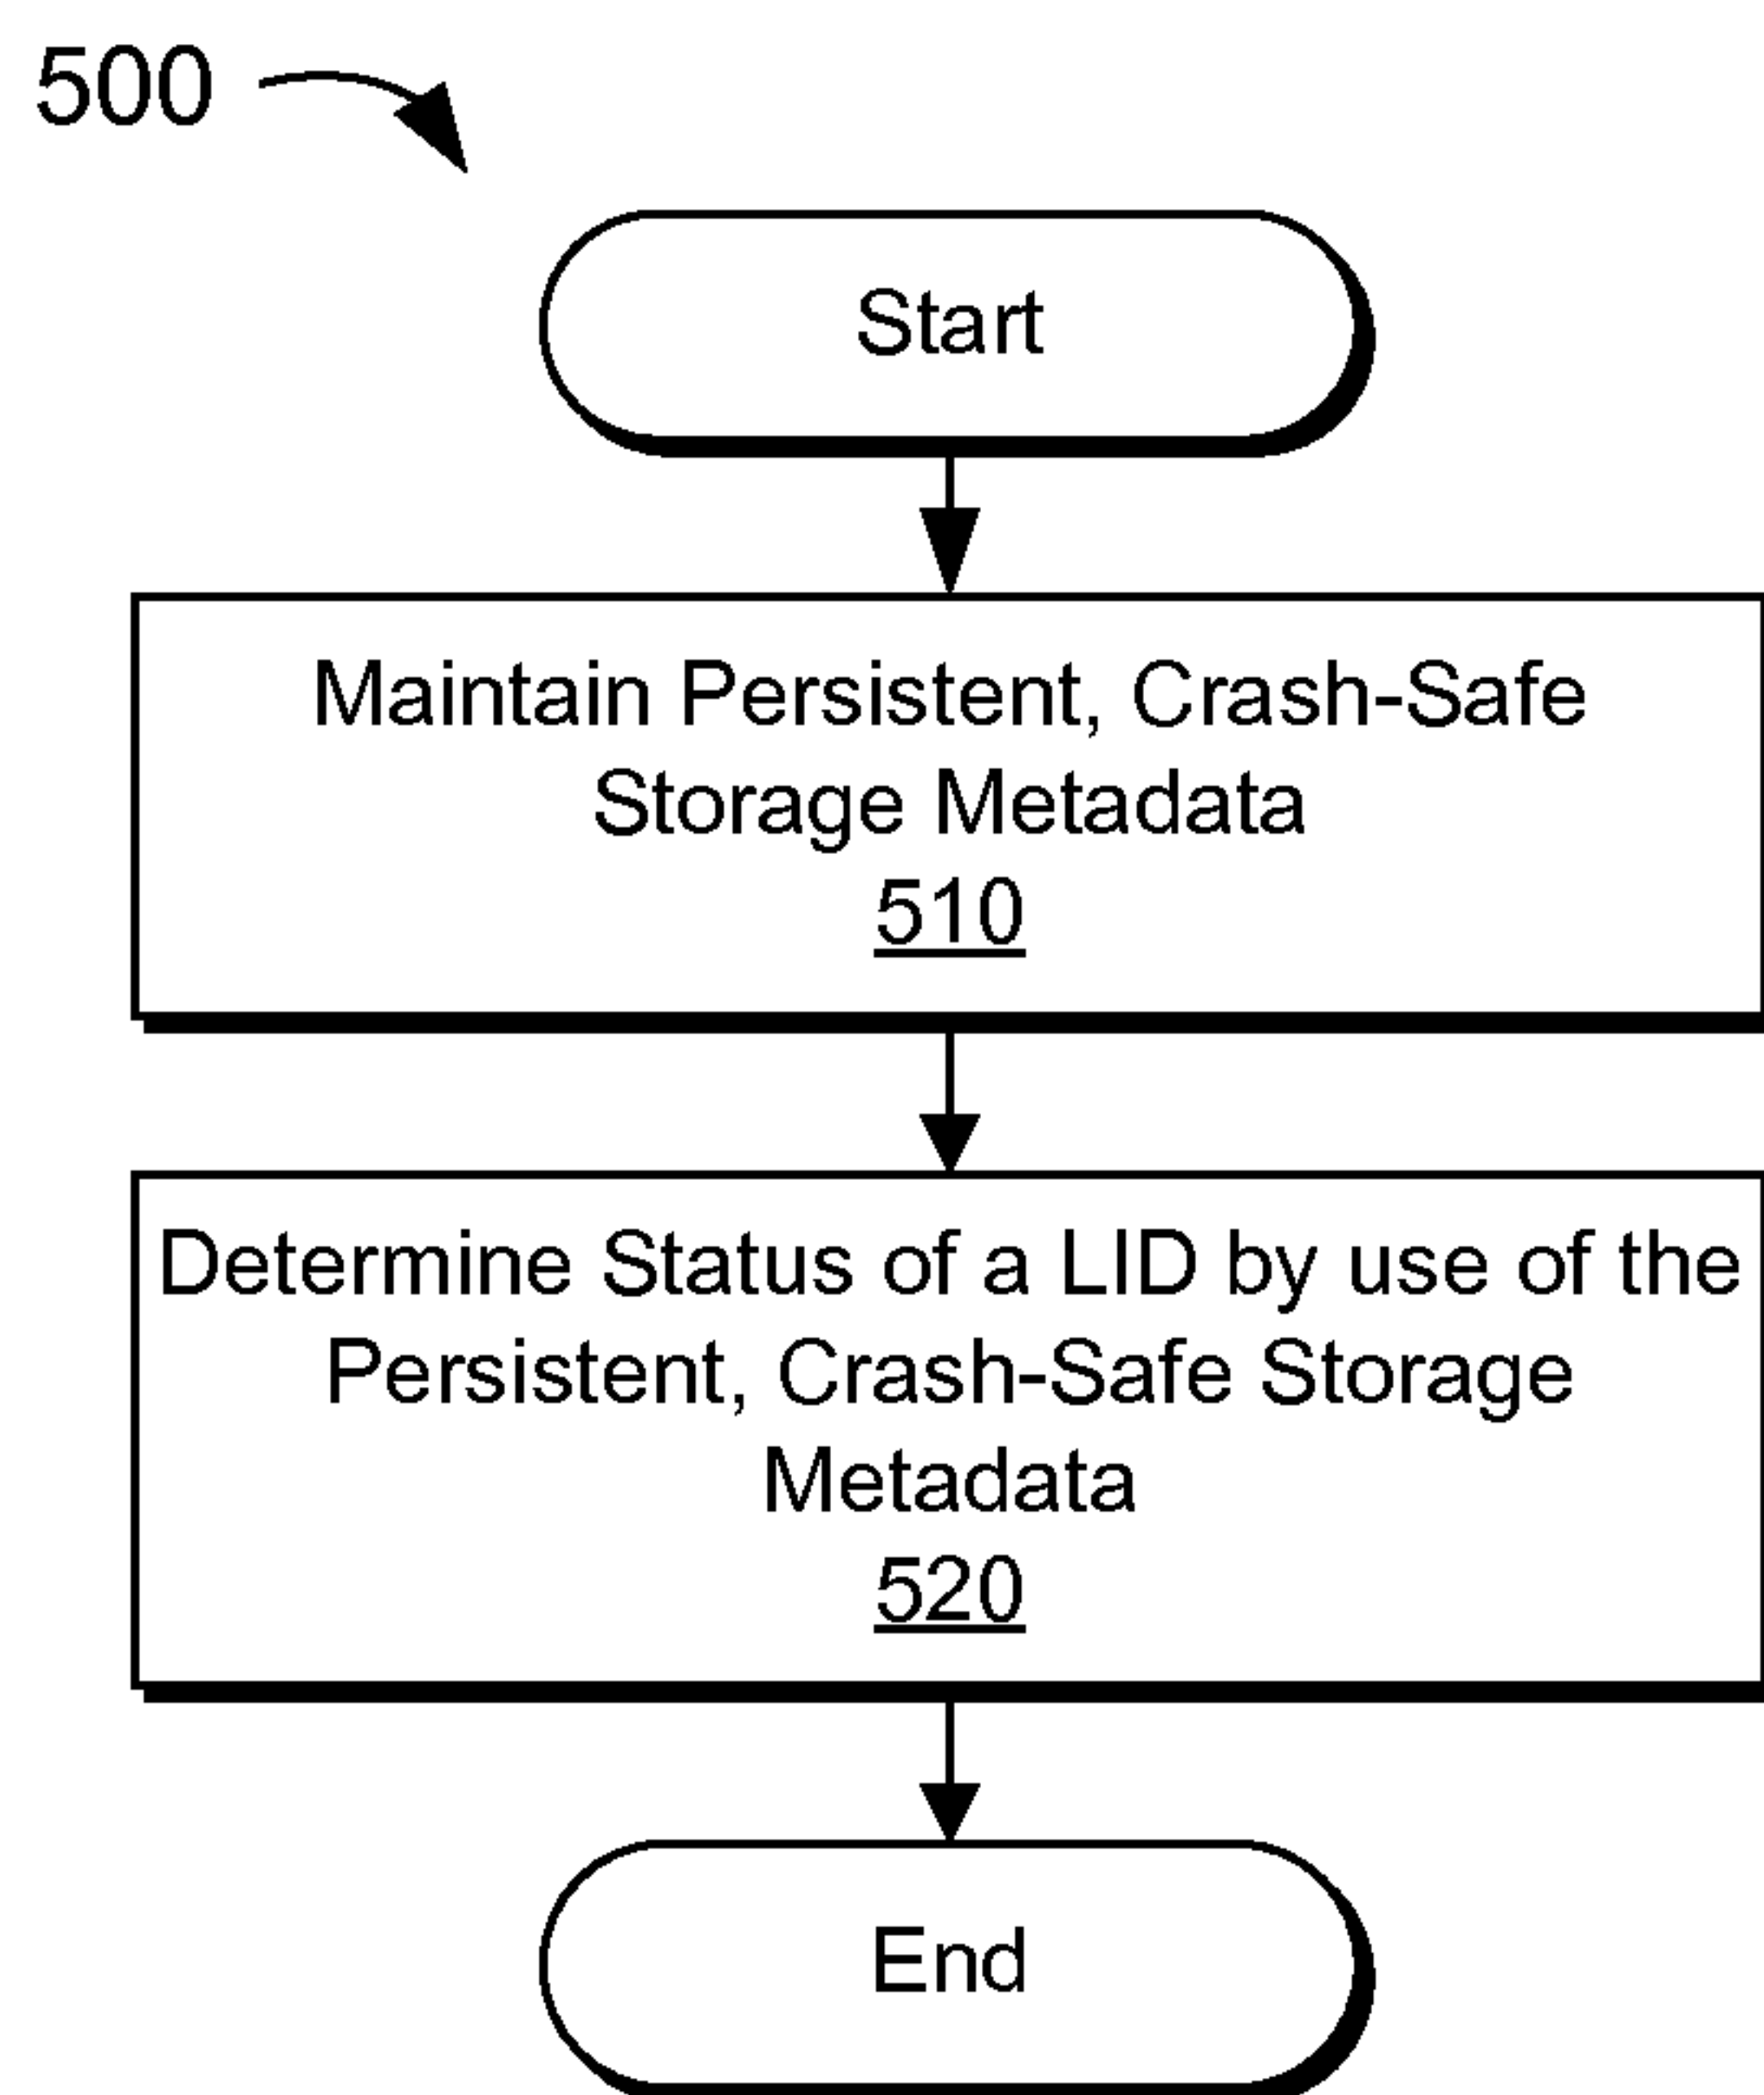 500
Start
Maintain Persistent, Crash-Safe
Storage Metadata
510
Determine Status of a LID by use of the
Persistent, Crash-Safe Storage
Metadata
520
End